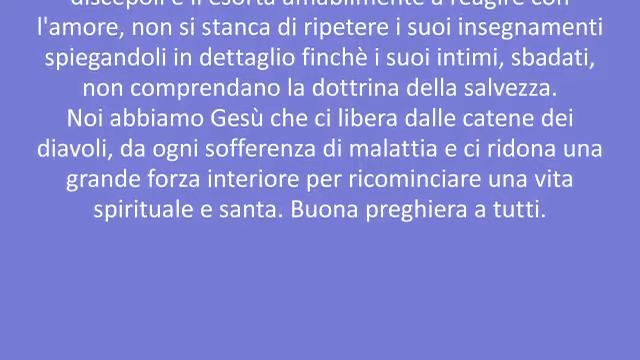 discepoli e li esorta amabilmente a reagire con
l'amore, non si stanca di ripetere i suoi insegnamenti
spiegandoli in dettaglio finchè i suoi intimi, sbadati,
non comprendano la dottrina della salvezza.
Noi abbiamo Gesù che ci libera dalle catene dei
diavoli, da ogni sofferenza di malattia e ci ridona una
grande forza interiore per ricominciare una vita
spirituale e santa. Buona preghiera a tutti.